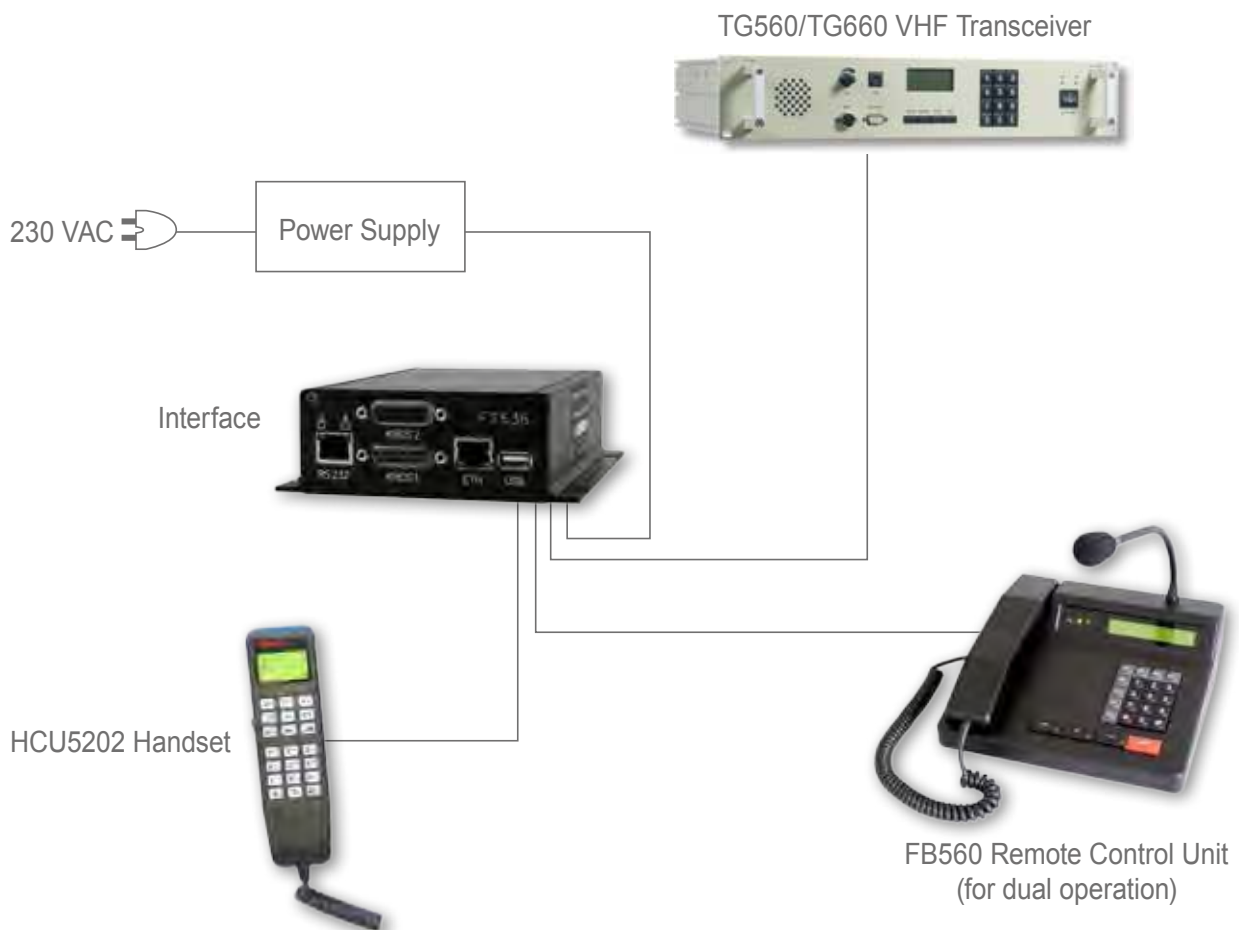 TG560/TG660 VHF Transceiver
230 VAC
Power Supply
Interface
RS232
ETH
USB
HCU5202 Handset
FB560 Remote Control Unit
(for dual operation)